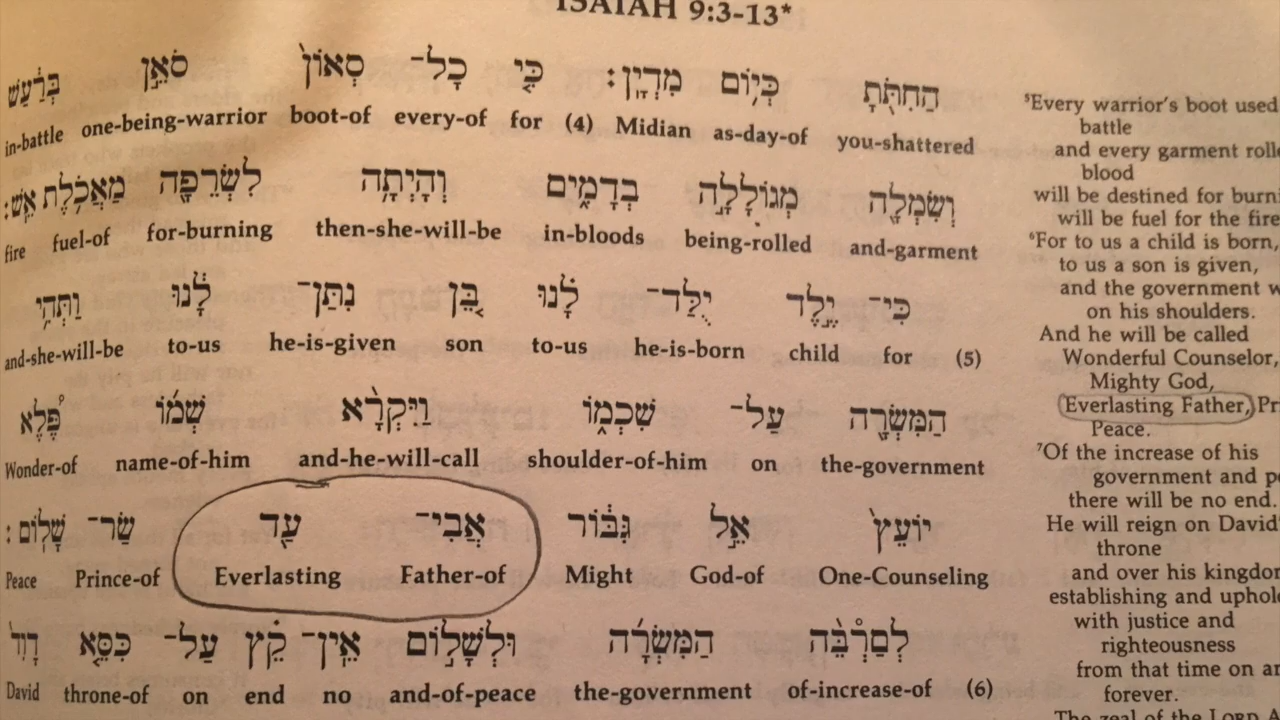 ISAIAH 9:3-13*
הַחִתֹּ֖תָ כְּי֥וֹם מִדְיָֽן׃ כִּ֤י כָל־ סְאוֹן֙ סֹאֵ֣ן בְּרַ֔עַשׁ
in-battle one-being-warrior boot-of every-of for (4) Midian as-day-of you-shattered
וְשִׂמְלָ֖ה מְגוֹלָלָ֣ה בְדָמִ֑ים וְהָיְתָ֥ה לִשְׂרֵפָ֖ה מַאֲכֹ֥לֶת אֵֽשׁ׃
fire fuel-of for-burning then-she-will-be in-bloods being-rolled and-garment
כִּי־ יֶ֣לֶד יֻלַּד־ לָ֗נוּ בֵּ֚ן נִתַּן־ לָ֔נוּ וַתְּהִ֥י
and-she-will-be to-us he-is-given son to-us he-is-born child for (5)
הַמִּשְׂרָ֖ה עַל־ שִׁכְמ֑וֹ וַיִּקְרָ֨א שְׁמ֜וֹ פֶּ֠לֶא
Wonder-of name-of-him and-he-will-call shoulder-of-him on the-government
יוֹעֵץ֙ אֵ֣ל גִּבּ֔וֹר אֲבִי־ עַ֖ד שַׂר־ שָׁלֽוֹם׃
Peace Prince-of Everlasting Father-of Might God-of One-Counseling
לְםַרְבֵּ֨ה הַמִּשְׂרָ֜ה וּלְשָׁל֣וֹם אֵֽין־ קֵ֗ץ עַל־ כִּסֵּ֤א דָוִד֙
David throne-of on end no and-of-peace the-government of-increase-of (6)
⁵Every warrior's boot used
battle
and every garment rolle
blood
will be destined for burni
will be fuel for the fire
⁶For to us a child is born,
to us a son is given,
and the government w
on his shoulders.
And he will be called
Wonderful Counselor,
Mighty God,
Everlasting Father, Pri
Peace.
⁷Of the increase of his
government and pe
there will be no end.
He will reign on David'
throne
and over his kingdom
establishing and uphol
with justice and
righteousness
from that time on an
forever.
The zeal of the LORD A